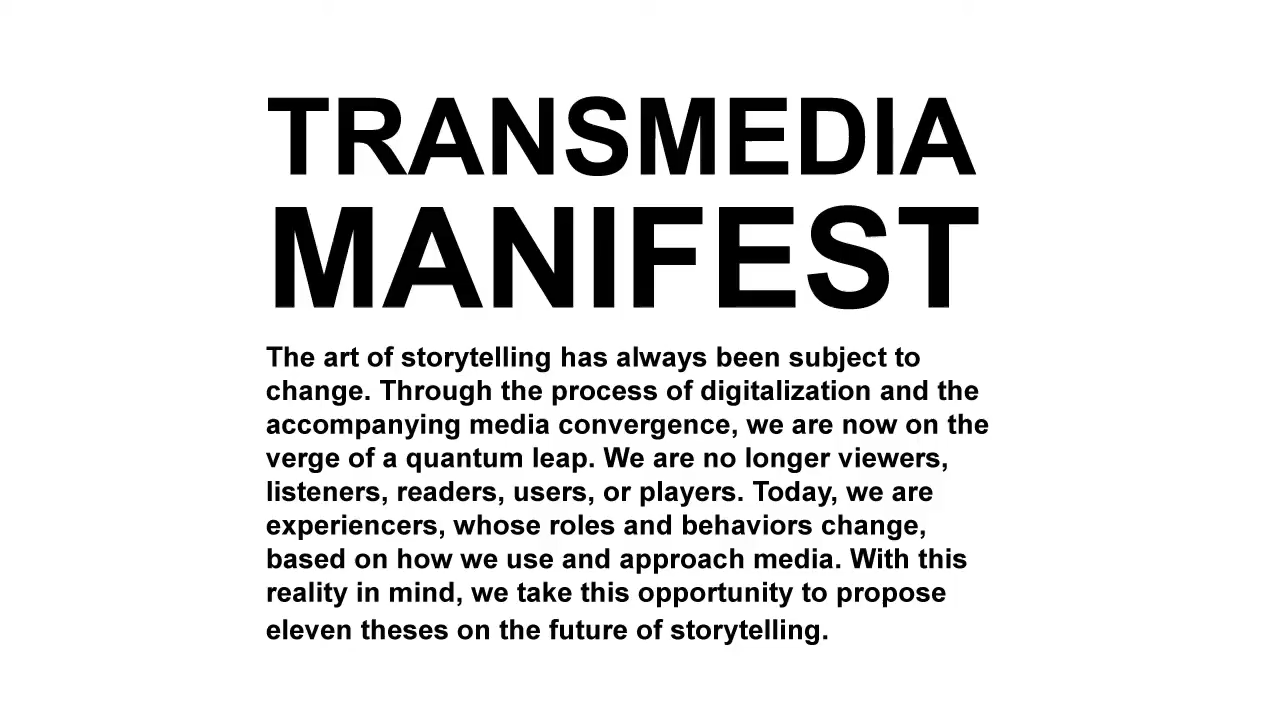 TRANSMEDIA
MANIFEST
The art of storytelling has always been subject to
change. Through the process of digitalization and the
accompanying media convergence, we are now on the
verge of a quantum leap. We are no longer viewers,
listeners, readers, users, or players. Today, we are
experiencers, whose roles and behaviors change,
based on how we use and approach media. With this
reality in mind, we take this opportunity to propose
eleven theses on the future of storytelling.